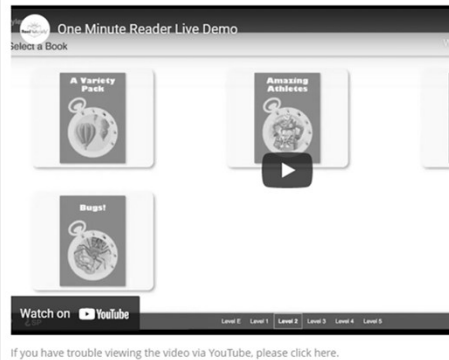 One Minute Reader Live Demo
Select a Book
A Variety
Pack
Amazing
Athletes
Bugs!
Watch on YouTube
Level E Level 1 Level 2 Level 3 Level 4 Level 5
If you have trouble viewing the video via YouTube, please click here.